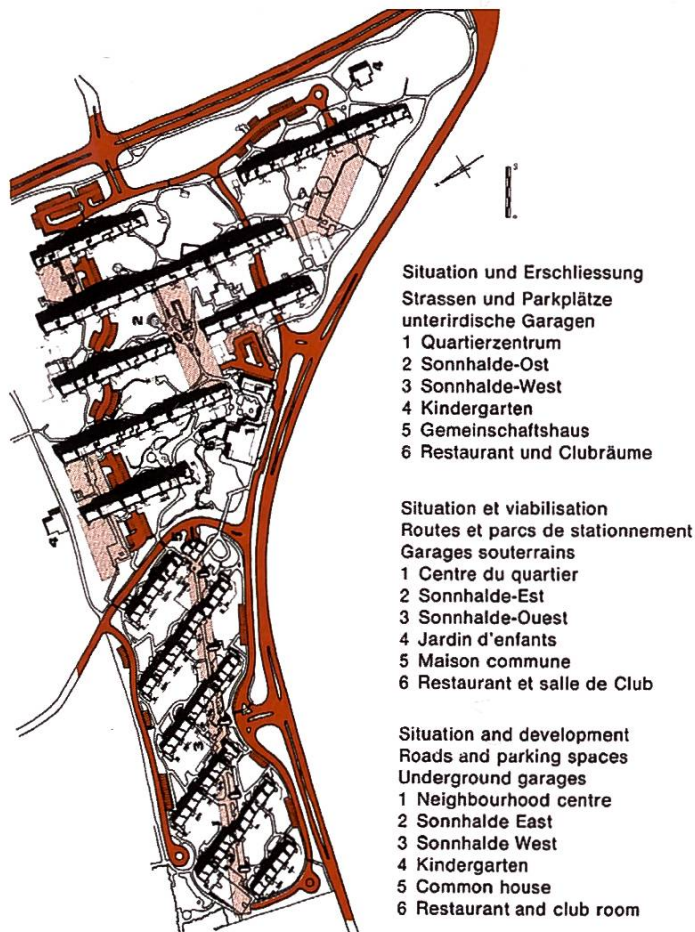 4
2
4
3
Situation und Erschliessung
Strassen und Parkplätze
unterirdische Garagen
1 Quartierzentrum
2 Sonnhalde-Ost
3 Sonnhalde-West
4 Kindergarten
5 Gemeinschaftshaus
6 Restaurant und Clubräume
Situation et viabilisation
Routes et parcs de stationnement
Garages souterrains
1 Centre du quartier
2 Sonnhalde-Est
3 Sonnhalde-Ouest
4 Jardin d'enfants
5 Maison commune
6 Restaurant et salle de Club
Situation and development
Roads and parking spaces
Underground garages
1 Neighbourhood centre
2 Sonnhalde East
3 Sonnhalde West
4 Kindergarten
5 Common house
6 Restaurant and club room